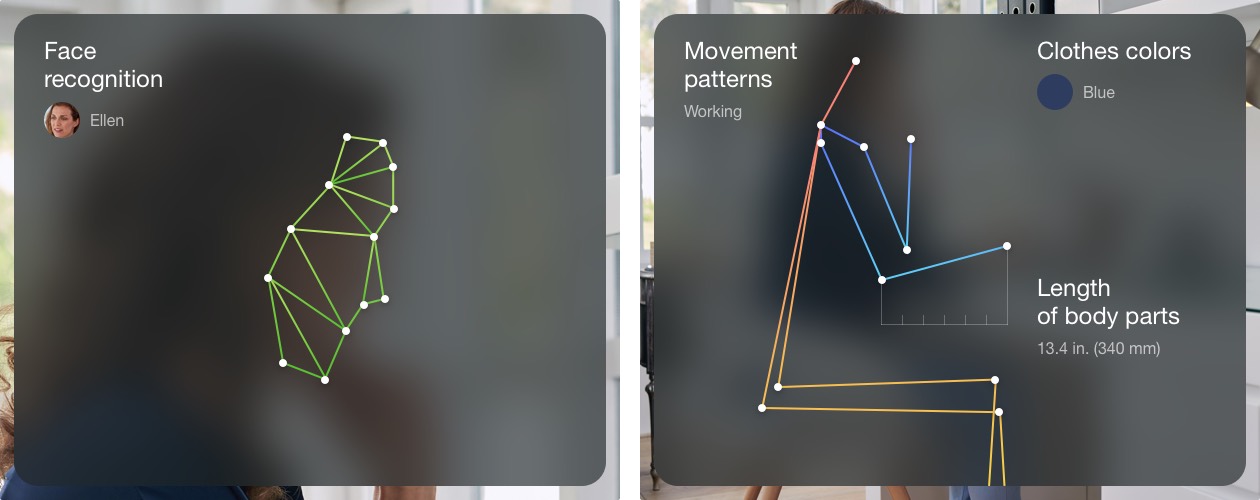 Face
recognition
Ellen
Movement
patterns
Working
Clothes colors
Blue
Length
of body parts
13.4 in. (340 mm)